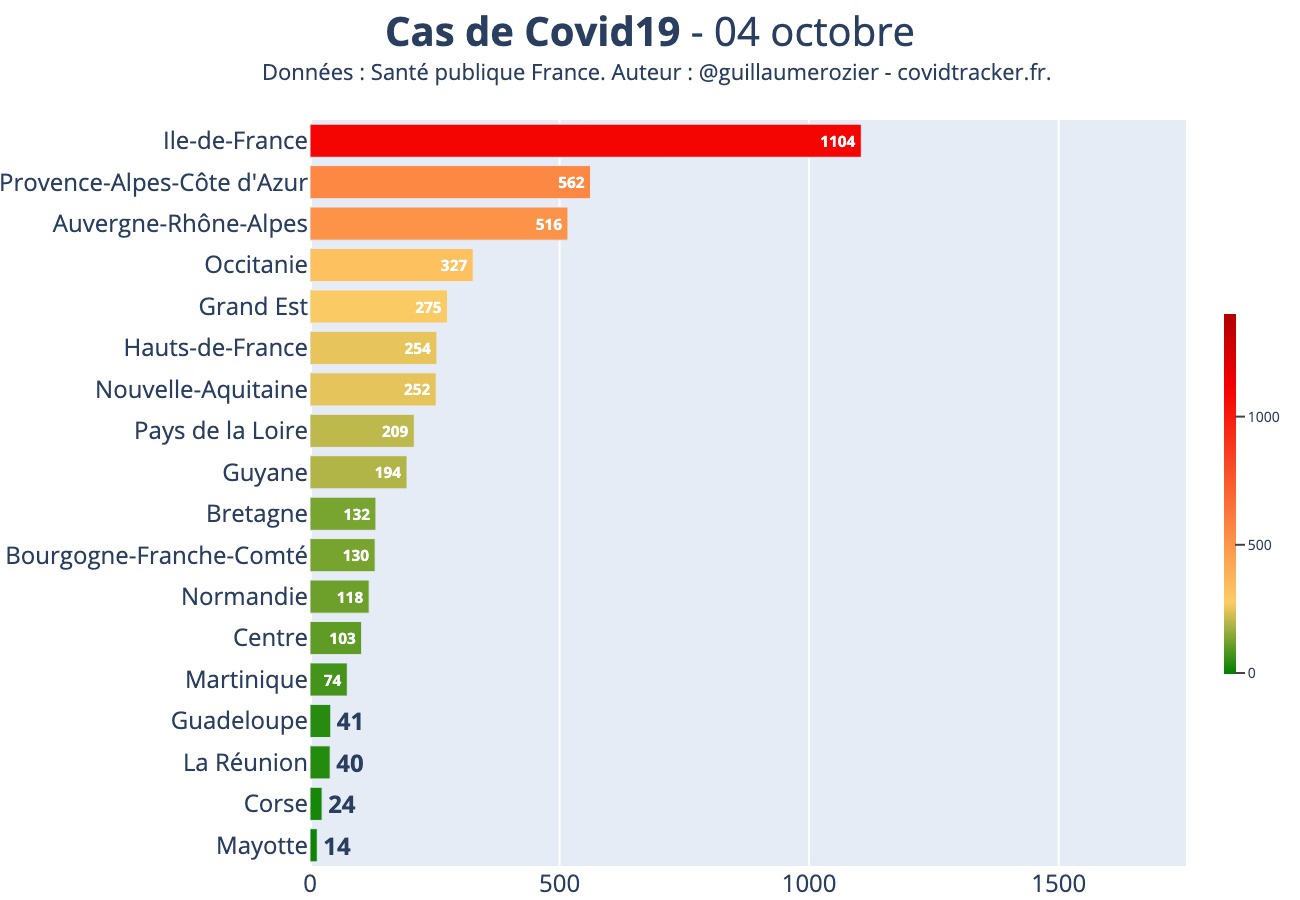 Cas de Covid19 - 04 octobre
Données : Santé publique France. Auteur : @guillaumerozier - covidtracker.fr.
Ile-de-France 1104
Provence-Alpes-Côte d'Azur 562
Auvergne-Rhône-Alpes 516
Occitanie 327
Grand Est 275
Hauts-de-France 254
Nouvelle-Aquitaine 252
Pays de la Loire 209
Guyane 194
Bretagne 132
Bourgogne-Franche-Comté 130
Normandie 118
Centre 103
Martinique 74
Guadeloupe 41
La Réunion 40
Corse 24
Mayotte 14
0 500 1000 1500
1000
500
0